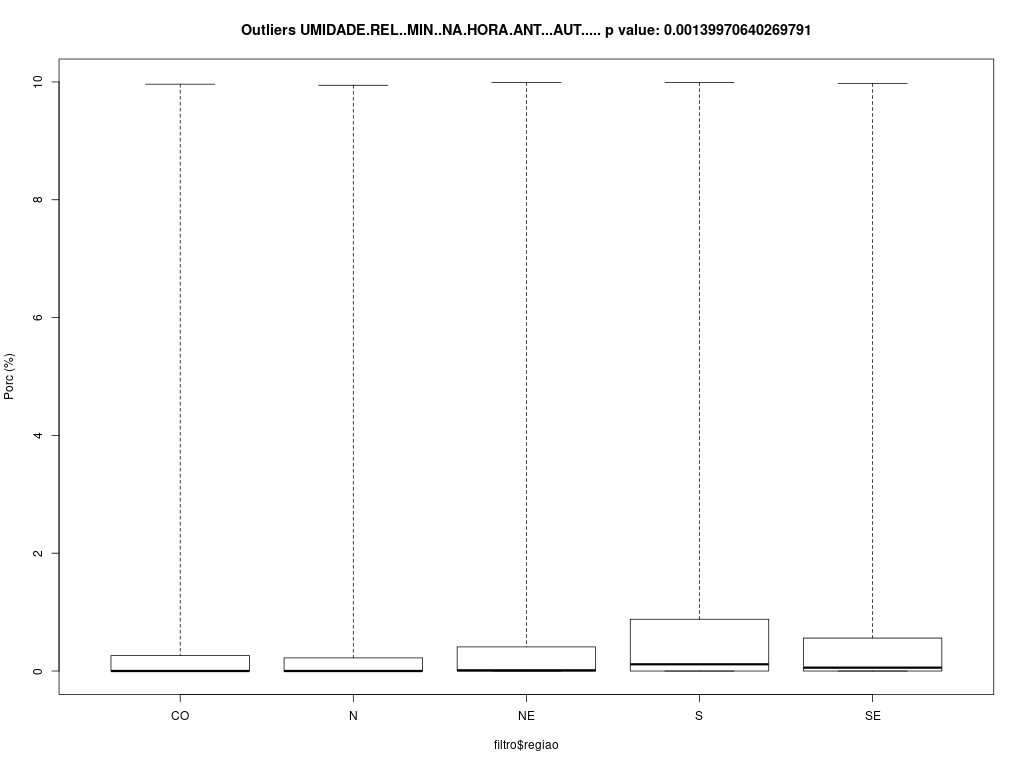 Outliers UMIDADE.REL..MIN..NA.HORA.ANT...AUT..... p value: 0.00139970640269791
10
8
6
4
2
0
Porc (%)
CO N NE S SE
filtro$regiao